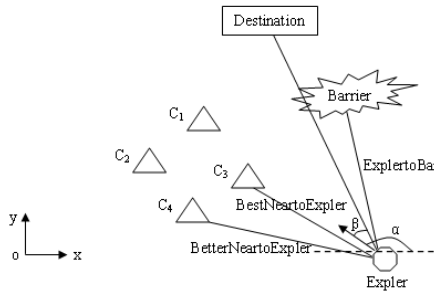 Destination
Barrier
C1
ExplertoBa
C2
C3
BestNeartoExpler
C4
y
β
α
BetterNeartoExpler
o
x
Expler